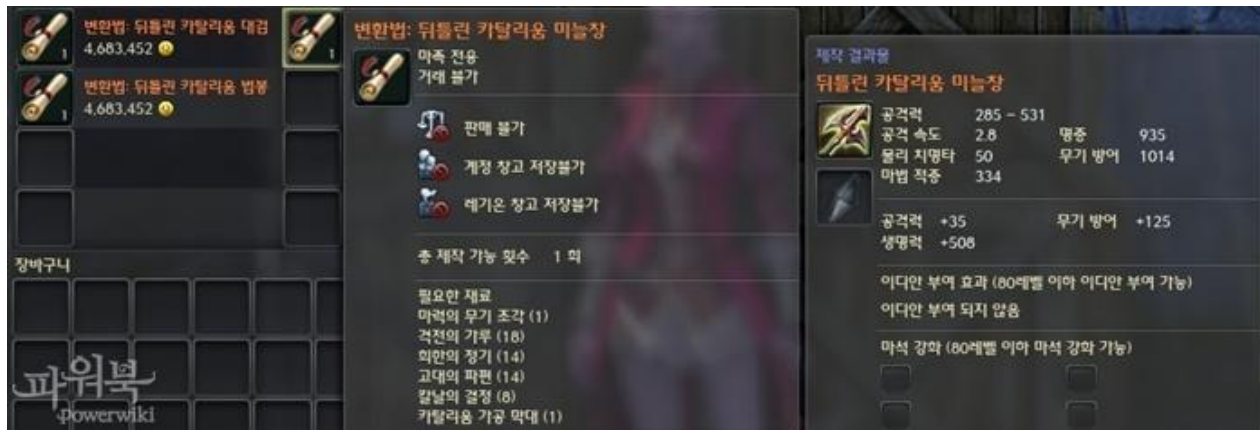 변환법: 뒤틀린 카탈리움 대검
4,683,452
변환법: 뒤틀린 카탈리움 법봉
4,683,452
1
1
1
장바구니
파워북
Powerwiki
변환법: 뒤틀린 카탈리움 미늘창
마족 전용
거래 불가
판매 불가
계정 창고 저장불가
레기온 창고 저장불가
총 제작 가능 횟수 1 회
필요한 재료
마력의 무기 조각 (1)
격전의 가루 (18)
회한의 정기 (14)
고대의 파편 (14)
칼날의 결정 (8)
카탈리움 가공 막대 (1)
제작 결과물
뒤틀린 카탈리움 미늘창
공격력 285 - 531
공격 속도 2.8 명중 935
물리 치명타 50 무기 방어 1014
마법 적중 334
공격력 +35 무기 방어 +125
생명력 +508
이디안 부여 효과 (80레벨 이하 이디안 부여 가능)
이디안 부여 되지 않음
마석 강화 (80레벨 이하 마석 강화 가능)